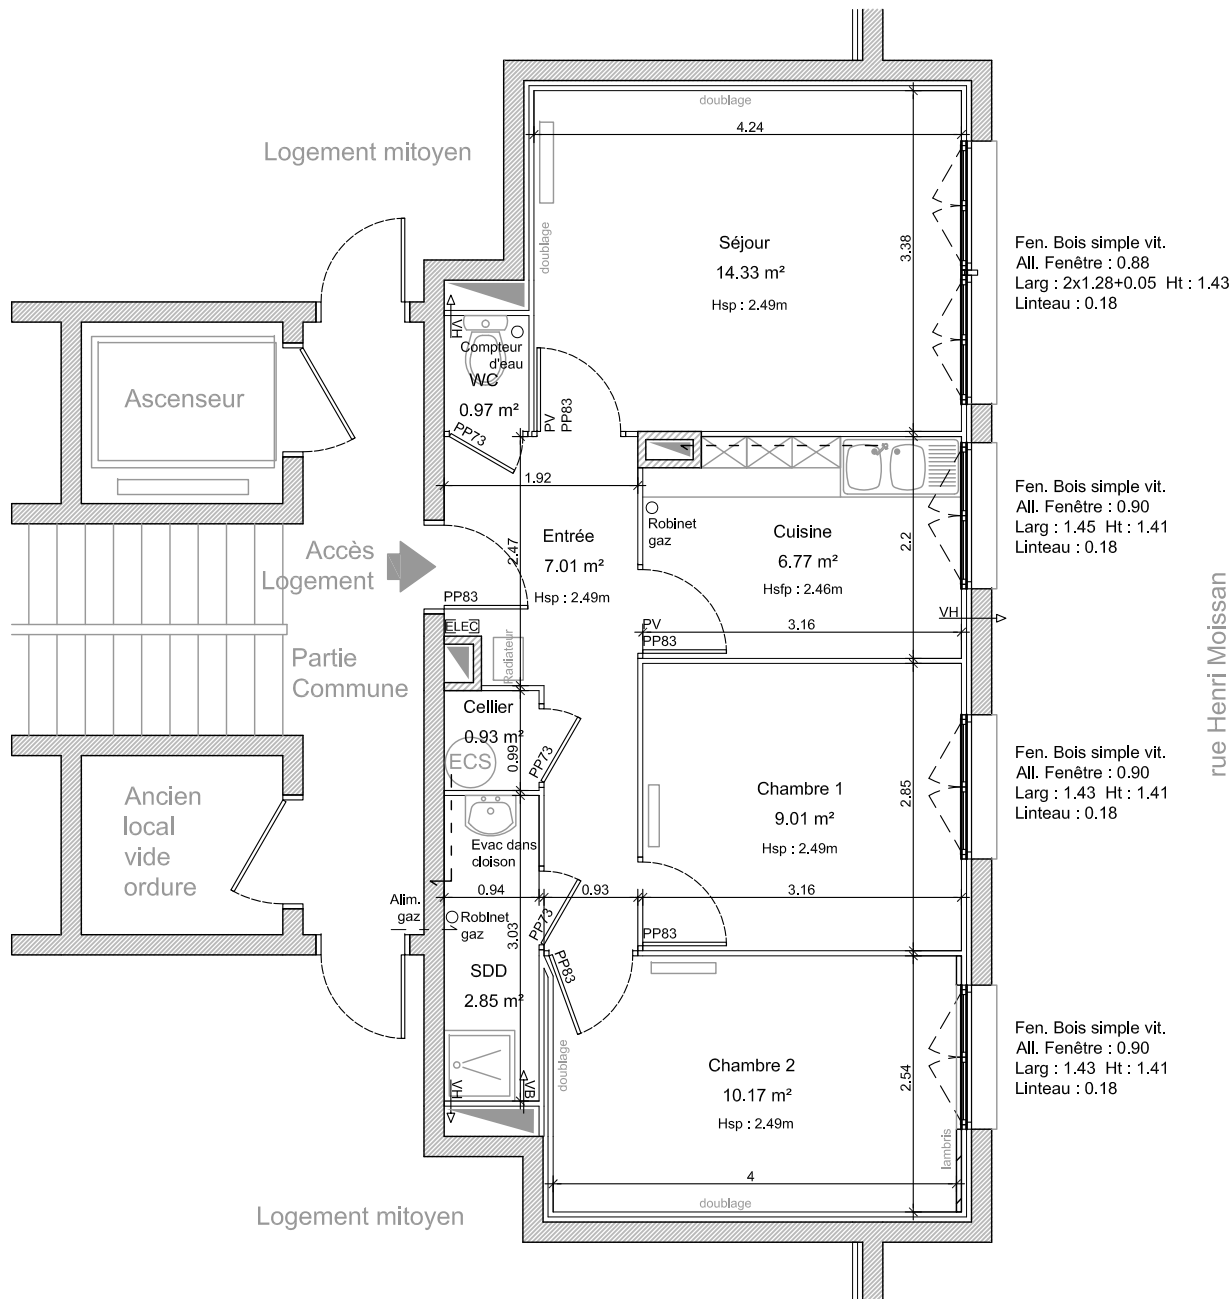 doublage
4.24
Logement mitoyen
doublage
Séjour
14.33 m²
Hsp : 2.49m
3.38
Fen. Bois simple vit.
All. Fenêtre : 0.88
Larg : 2x1.28+0.05 Ht : 1.43
Linteau : 0.18
VH
Compteur
d'eau
WC
0.97 m²
PP73
PV
PP83
Ascenseur
1.92
Fen. Bois simple vit.
All. Fenêtre : 0.90
Larg : 1.45 Ht : 1.41
Linteau : 0.18
Robinet
gaz
Cuisine
6.77 m²
Hsfp : 2.46m
2.2
Entrée
7.01 m²
Hsp : 2.49m
2.47
Accès
Logement
PP83
ELEC
Radiateur
PV
PP83
3.16
VH
rue Henri Moissan
Partie
Commune
Cellier
0.93 m²
0.99
ECS
PP73
Chambre 1
9.01 m²
Hsp : 2.49m
2.85
Fen. Bois simple vit.
All. Fenêtre : 0.90
Larg : 1.43 Ht : 1.41
Linteau : 0.18
Ancien
local
vide
ordure
Evac dans
cloison
0.94
0.93
3.16
Alim.
gaz
Robinet
gaz
3.03
PP73
PP83
PP83
SDD
2.85 m²
Chambre 2
10.17 m²
Hsp : 2.49m
2.54
Fen. Bois simple vit.
All. Fenêtre : 0.90
Larg : 1.43 Ht : 1.41
Linteau : 0.18
doublage
VH
VB
lambris
4
doublage
Logement mitoyen